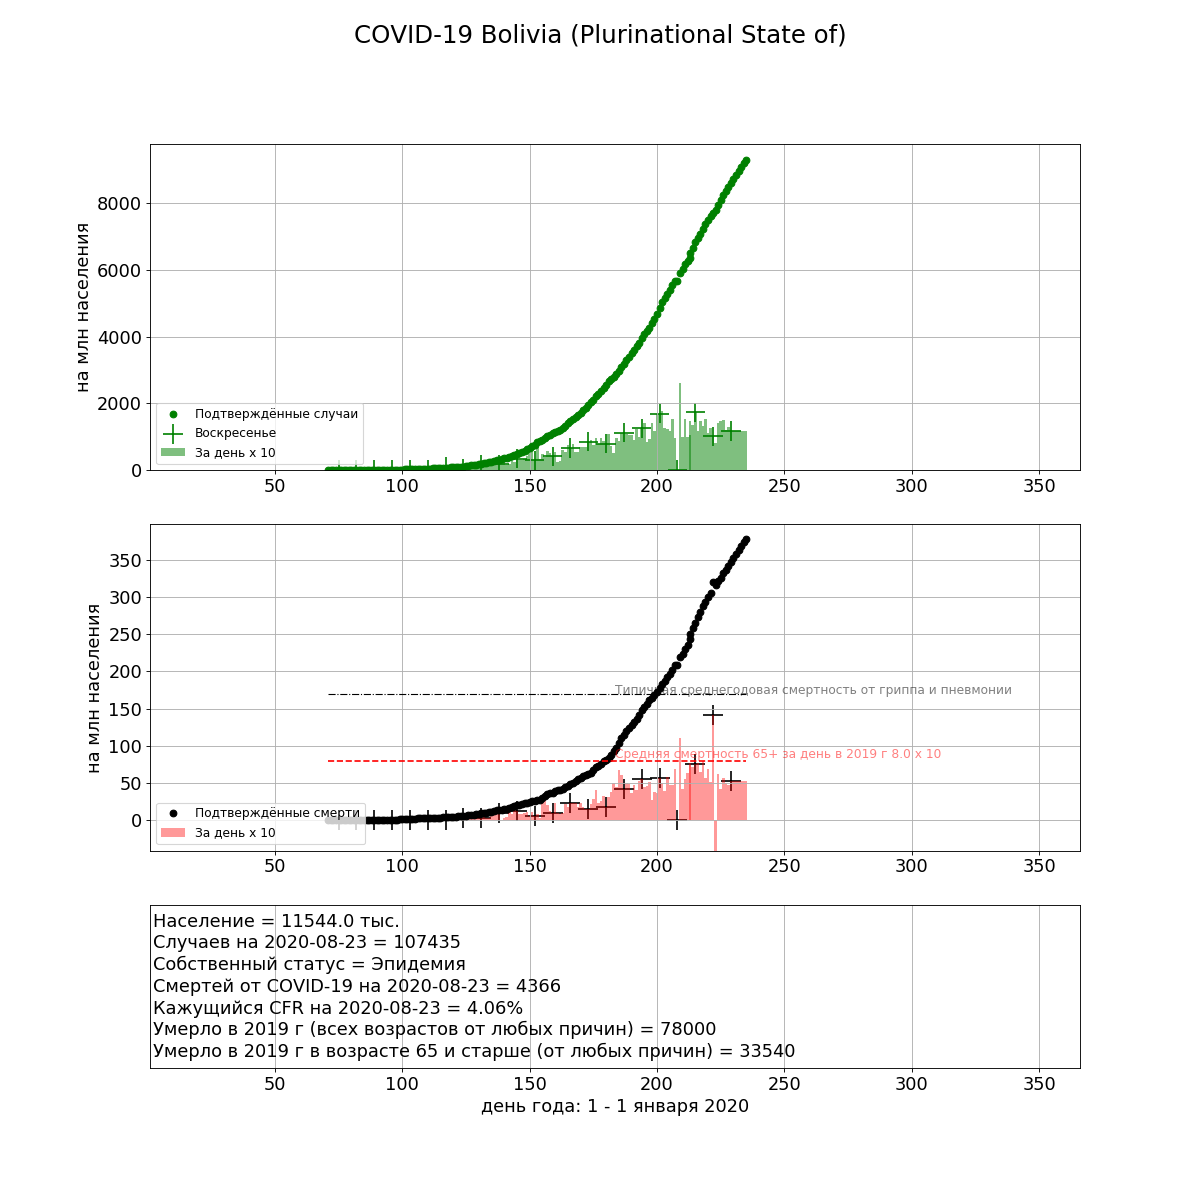 COVID-19 Bolivia (Plurinational State of)
на млн населения
8000
6000
4000
2000
0
Подтверждённые случаи
Воскресенье
За день x 10
50 100 150 200 250 300 350
на млн населения
350
300
250
200
150
100
50
0
Типичная среднегодовая смертность от гриппа и пневмонии
Средняя смертность 65+ за день в 2019 г 8.0 x 10
Подтверждённые смерти
За день x 10
50 100 150 200 250 300 350
Население = 11544.0 тыс.
Случаев на 2020-08-23 = 107435
Собственный статус = Эпидемия
Смертей от COVID-19 на 2020-08-23 = 4366
Кажущийся CFR на 2020-08-23 = 4.06%
Умерло в 2019 г (всех возрастов от любых причин) = 78000
Умерло в 2019 г в возрасте 65 и старше (от любых причин) = 33540
50 100 150 200 250 300 350
день года: 1 - 1 января 2020